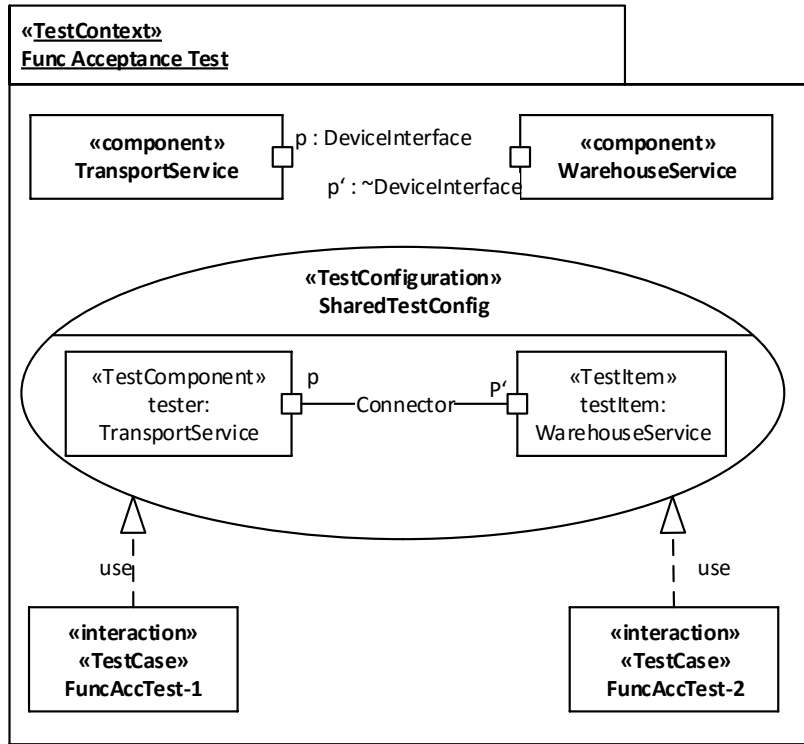 «TestContext»
Func Acceptance Test
«component»
TransportService
p : DeviceInterface
p‘ : ~DeviceInterface
«component»
WarehouseService
«TestConfiguration»
SharedTestConfig
«TestComponent»
tester:
TransportService
p
Connector
P‘
«TestItem»
testItem:
WarehouseService
use
use
«interaction»
«TestCase»
FuncAccTest-1
«interaction»
«TestCase»
FuncAccTest-2